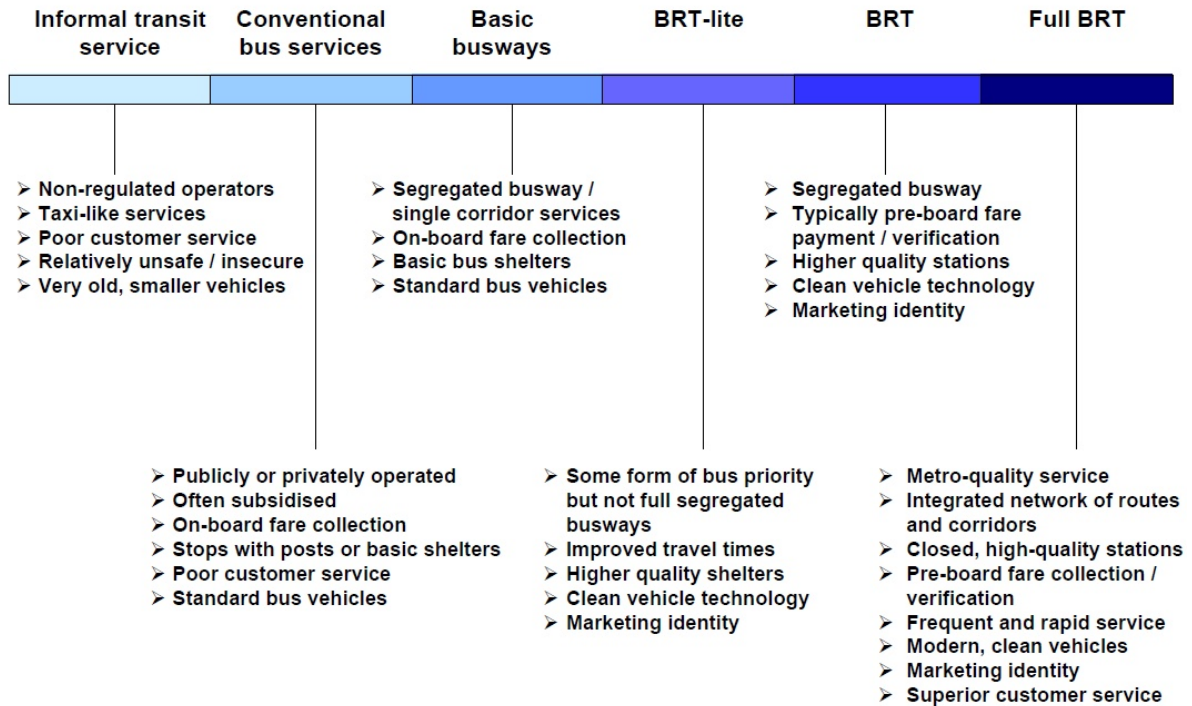 Informal transit
service
Conventional
bus services
Basic
busways
BRT-lite
BRT
Full BRT
➢ Non-regulated operators
➢ Taxi-like services
➢ Poor customer service
➢ Relatively unsafe / insecure
➢ Very old, smaller vehicles
➢ Segregated busway /
single corridor services
➢ On-board fare collection
➢ Basic bus shelters
➢ Standard bus vehicles
➢ Segregated busway
➢ Typically pre-board fare
payment / verification
➢ Higher quality stations
➢ Clean vehicle technology
➢ Marketing identity
➢ Publicly or privately operated
➢ Often subsidised
➢ On-board fare collection
➢ Stops with posts or basic shelters
➢ Poor customer service
➢ Standard bus vehicles
➢ Some form of bus priority
but not full segregated
busways
➢ Improved travel times
➢ Higher quality shelters
➢ Clean vehicle technology
➢ Marketing identity
➢ Metro-quality service
➢ Integrated network of routes
and corridors
➢ Closed, high-quality stations
➢ Pre-board fare collection /
verification
➢ Frequent and rapid service
➢ Modern, clean vehicles
➢ Marketing identity
➢ Superior customer service